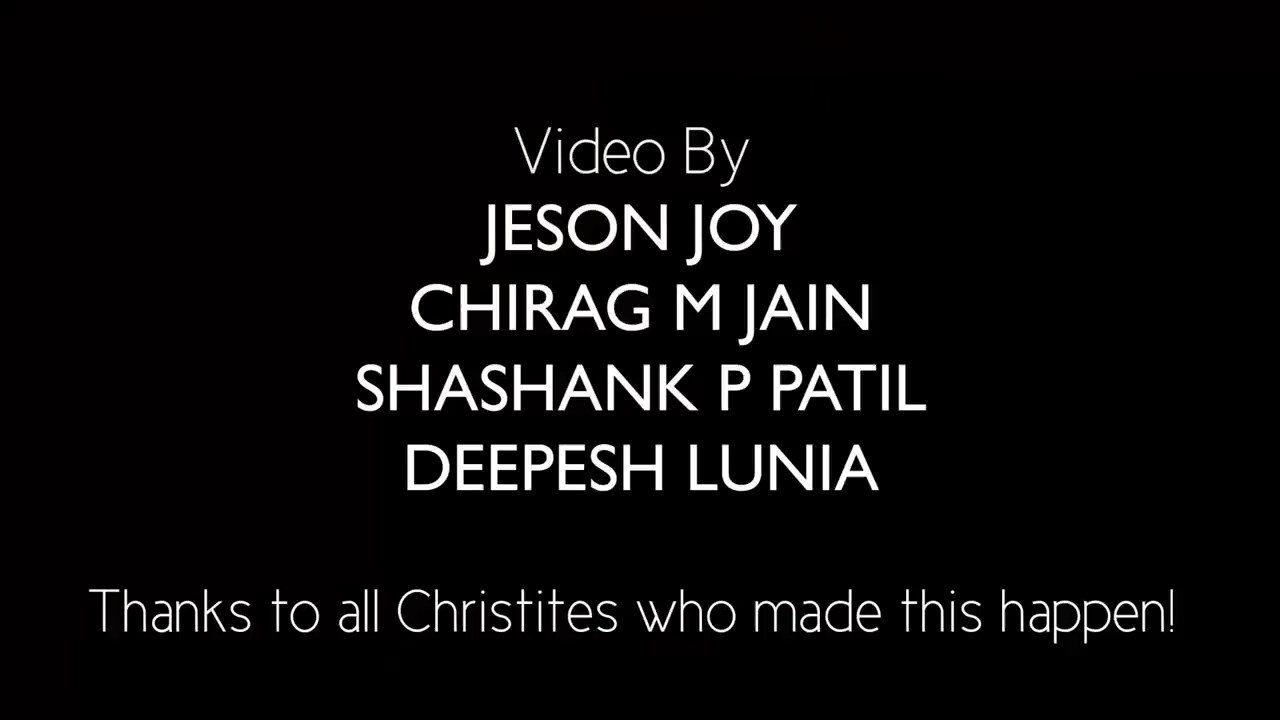 Video By
JESON JOY
CHIRAG M JAIN
SHASHANK P PATIL
DEEPESH LUNIA
Thanks to all Christites who made this happen!